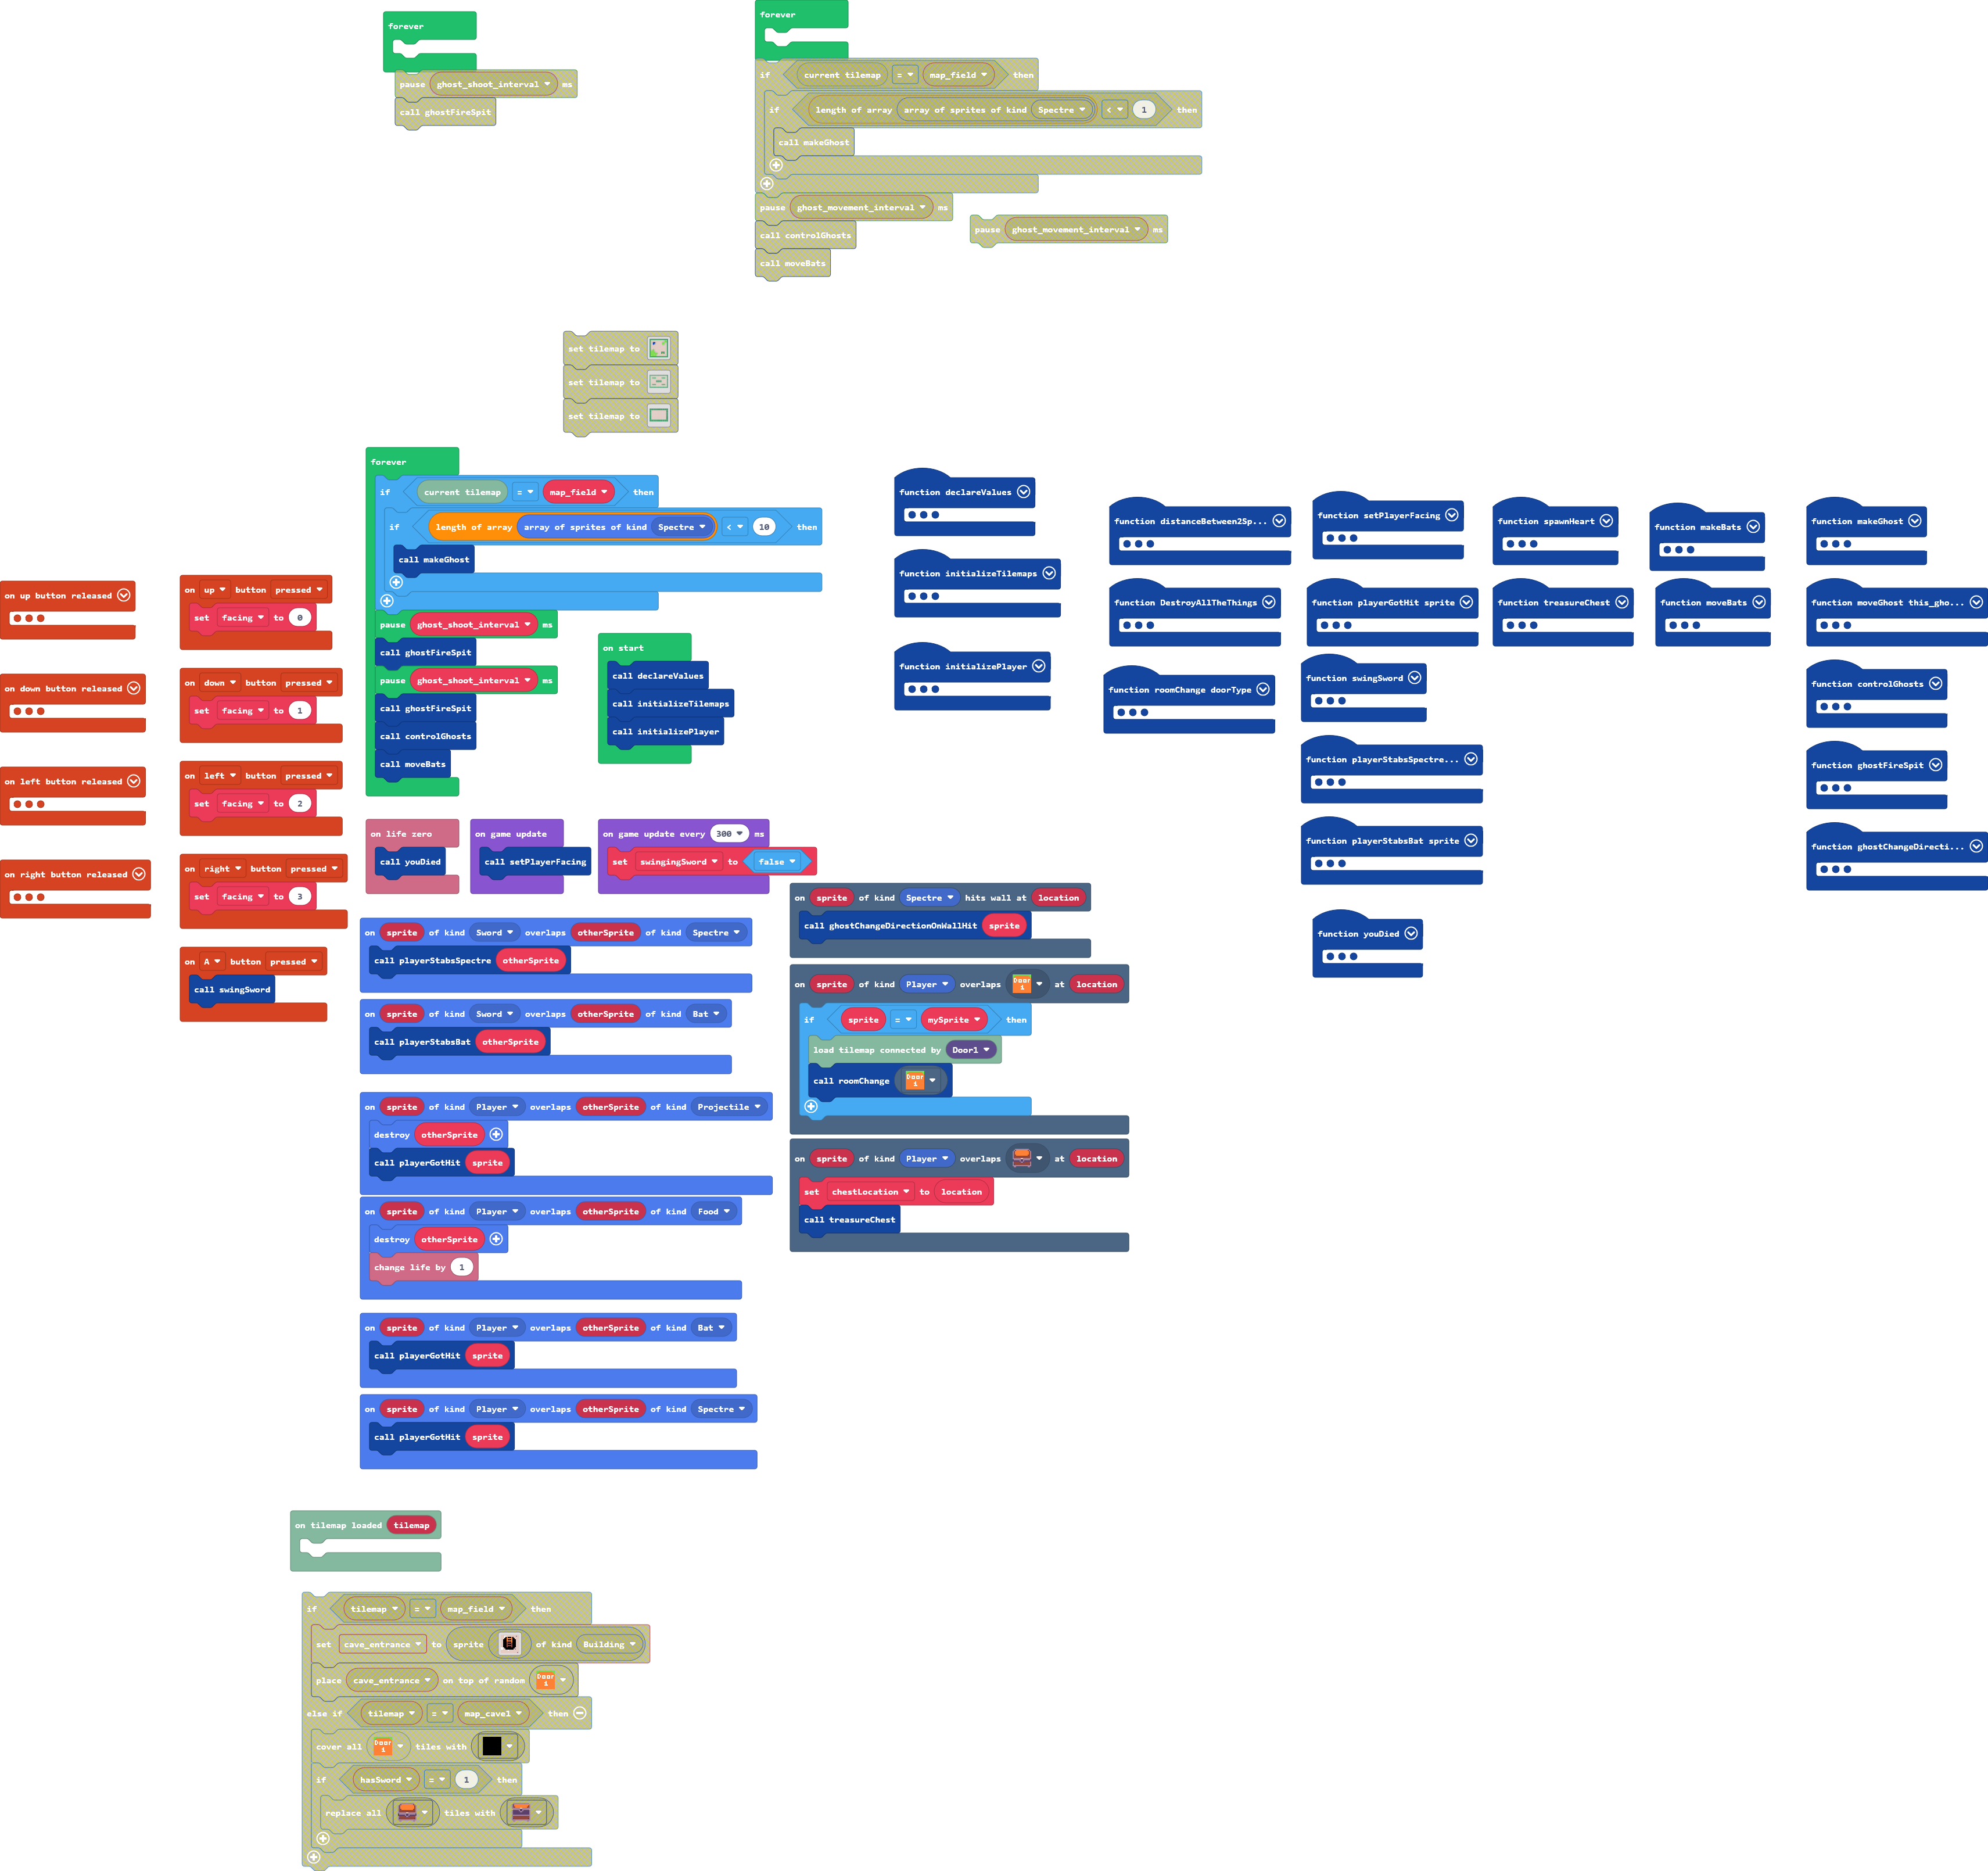 forever
pause ghost_shoot_interval ms
call ghostFireSpit
forever
if current tilemap = map_field then
if length of array array of sprites of kind Spectre < 1 then
call makeGhost
pause ghost_movement_interval ms
call controlGhosts
call moveBats
pause ghost_movement_interval ms
set tilemap to
set tilemap to
set tilemap to
on up button released
on down button released
on left button released
on right button released
on up button pressed
set facing to 0
on down button pressed
set facing to 1
on left button pressed
set facing to 2
on right button pressed
set facing to 3
on A button pressed
call swingSword
forever
if current tilemap = map_field then
if length of array array of sprites of kind Spectre < 10 then
call makeGhost
pause ghost_shoot_interval ms
call ghostFireSpit
pause ghost_shoot_interval ms
call ghostFireSpit
call controlGhosts
call moveBats
on start
call declareValues
call initializeTilemaps
call initializePlayer
on life zero
call youDied
on game update
call setPlayerFacing
on game update every 300 ms
set swingingSword to false
function declareValues
function initializeTilemaps
function initializePlayer
function distanceBetween2Sp...
function DestroyAllTheThings
function roomChange doorType
function setPlayerFacing
function playerGotHit sprite
function swingSword
function playerStabsSpectre...
function playerStabsBat sprite
function youDied
function spawnHeart
function treasureChest
function makeBats
function moveBats
function makeGhost
function moveGhost this_gho...
function controlGhosts
function ghostFireSpit
function ghostChangeDirecti...
on sprite of kind Sword overlaps otherSprite of kind Spectre
call playerStabsSpectre otherSprite
on sprite of kind Sword overlaps otherSprite of kind Bat
call playerStabsBat otherSprite
on sprite of kind Player overlaps otherSprite of kind Projectile
destroy otherSprite
call playerGotHit sprite
on sprite of kind Player overlaps otherSprite of kind Food
destroy otherSprite
change life by 1
on sprite of kind Player overlaps otherSprite of kind Bat
call playerGotHit sprite
on sprite of kind Player overlaps otherSprite of kind Spectre
call playerGotHit sprite
on sprite of kind Spectre hits wall at location
call ghostChangeDirectionOnWallHit sprite
on sprite of kind Player overlaps Door 1 at location
if sprite = mySprite then
load tilemap connected by Door1
call roomChange Door 1
on sprite of kind Player overlaps at location
set chestLocation to location
call treasureChest
on tilemap loaded tilemap
if tilemap = map_field then
set cave_entrance to sprite of kind Building
place cave_entrance on top of random Door 1
else if tilemap = map_cave1 then
cover all Door 1 tiles with
if hasSword = 1 then
replace all tiles with